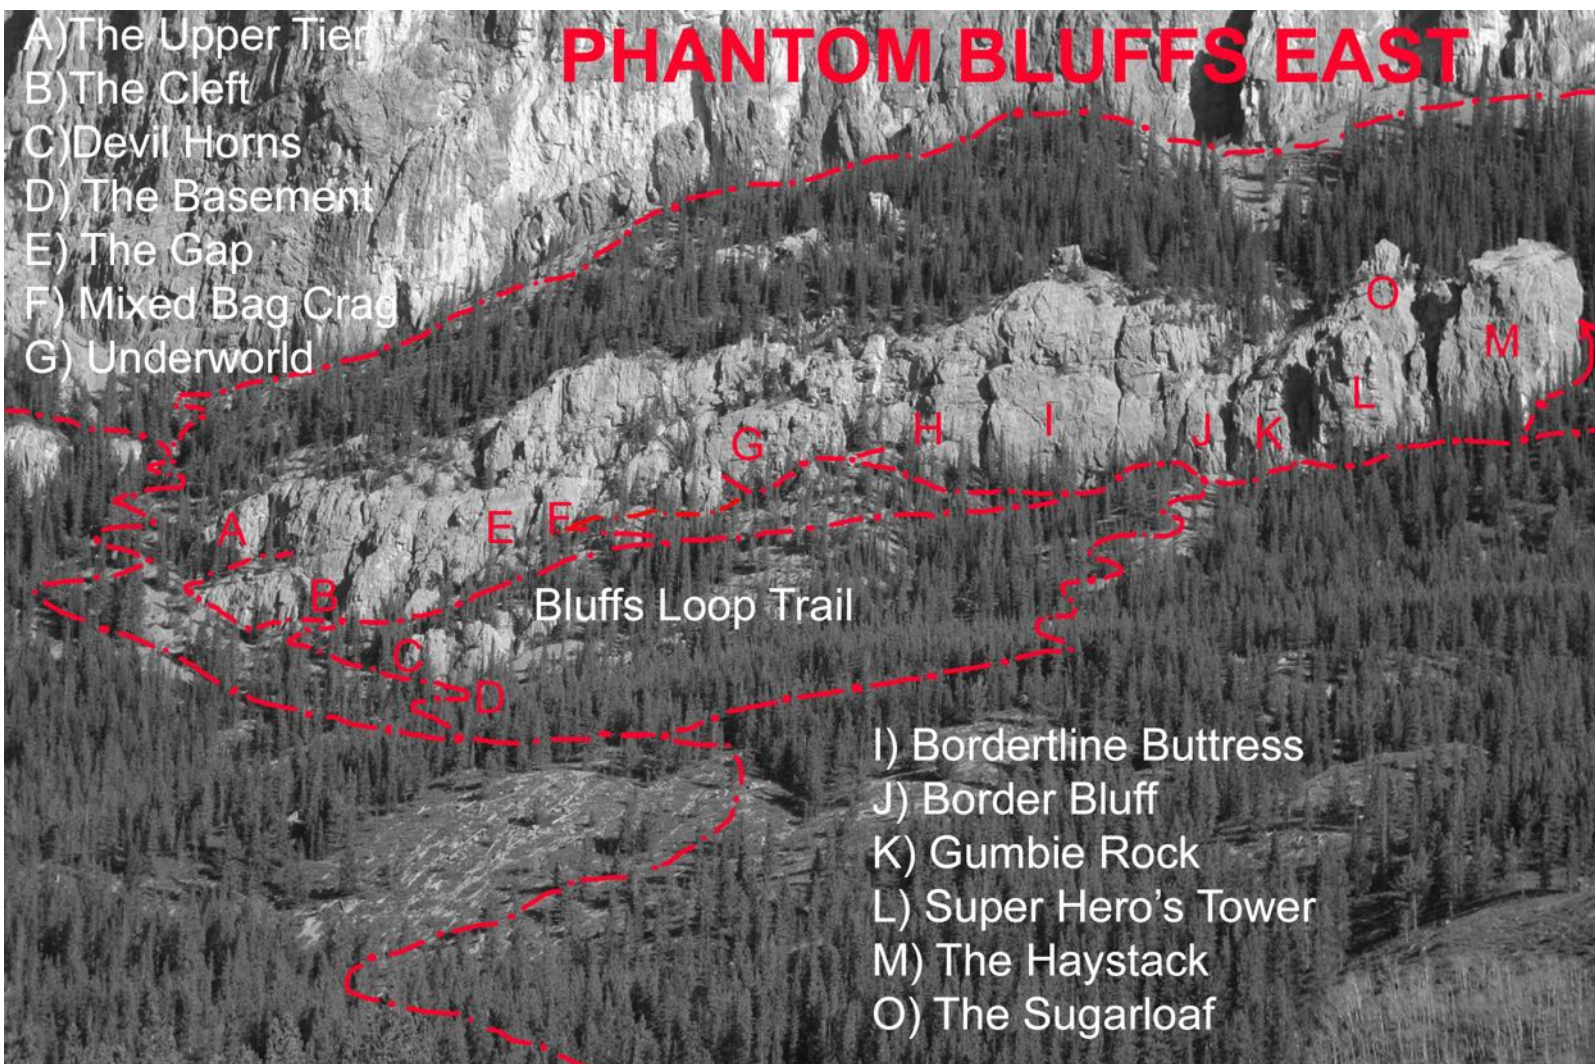 A)The Upper Tier
PHANTOM BLUFFS EAST
B)The Cleft
C)Devil Horns
D) The Basement
E) The Gap
F) Mixed Bag Crag
G) Underworld
O
M
L
G
H
I
J
K
A
E
F
B
Bluffs Loop Trail
C
D
I) Bordertline Buttress
J) Border Bluff
K) Gumbie Rock
L) Super Hero's Tower
M) The Haystack
O) The Sugarloaf